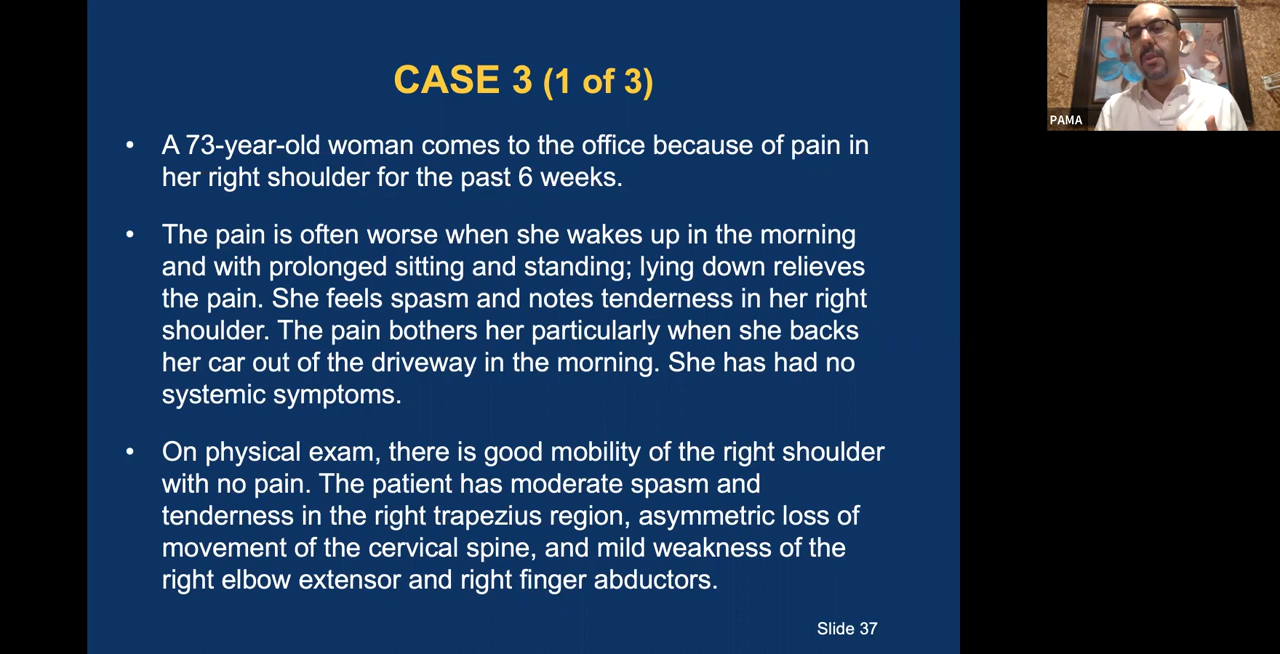 CASE 3 (1 of 3)
PAMA
• A 73-year-old woman comes to the office because of pain in
her right shoulder for the past 6 weeks.
• The pain is often worse when she wakes up in the morning
and with prolonged sitting and standing; lying down relieves
the pain. She feels spasm and notes tenderness in her right
shoulder. The pain bothers her particularly when she backs
her car out of the driveway in the morning. She has had no
systemic symptoms.
• On physical exam, there is good mobility of the right shoulder
with no pain. The patient has moderate spasm and
tenderness in the right trapezius region, asymmetric loss of
movement of the cervical spine, and mild weakness of the
right elbow extensor and right finger abductors.
Slide 37